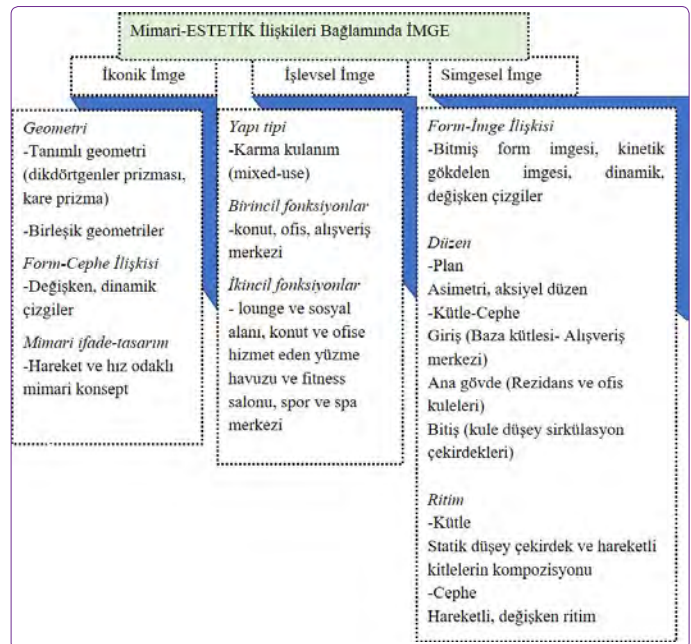 Mimari-ESTETİK İlişkileri Bağlamında İMGE
İkonik İmge
Geometri
-Tanımlı geometri
(dikdörtgenler prizması,
kare prizma)
-Birleşik geometriler
Form-Cephe İlişkisi
-Değişken, dinamik
çizgiler
Mimari ifade-tasarım
-Hareket ve hız odaklı
mimari konsept
İşlevsel İmge
Yapı tipi
-Karma kulanım
(mixed-use)
Birincil fonksiyonlar
-konut, ofis, alışveriş
merkezi
İkincil fonksiyonlar
- lounge ve sosyal
alanı, konut ve ofise
hizmet eden yüzme
havuzu ve fitness
salonu, spor ve spa
merkezi
Simgesel İmge
Form-İmge İlişkisi
-Bitmiş form imgesi, kinetik
gökdelen imgesi, dinamik,
değişken çizgiler
Düzen
-Plan
Asimetri, aksiyel düzen
-Kütle-Cephe
Giriş (Baza kütlesi- Alışveriş
merkezi)
Ana gövde (Rezidans ve ofis
kuleleri)
Bitiş (kule düşey sirkülasyon
çekirdekleri)
Ritim
-Kütle
Statik düşey çekirdek ve hareketli
kitlelerin kompozisyonu
-Cephe
Hareketli, değişken ritim